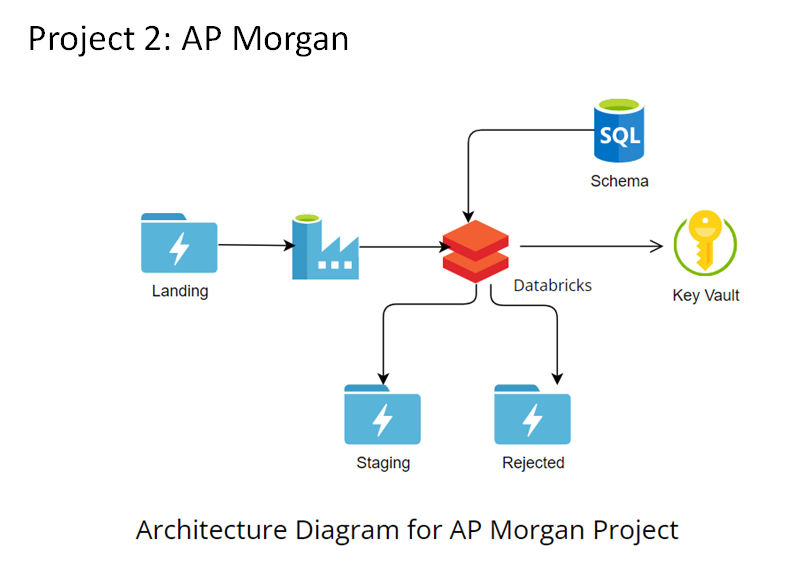 Project 2: AP Morgan
SQL
Schema
Landing
Databricks
Key Vault
Staging
Rejected
Architecture Diagram for AP Morgan Project